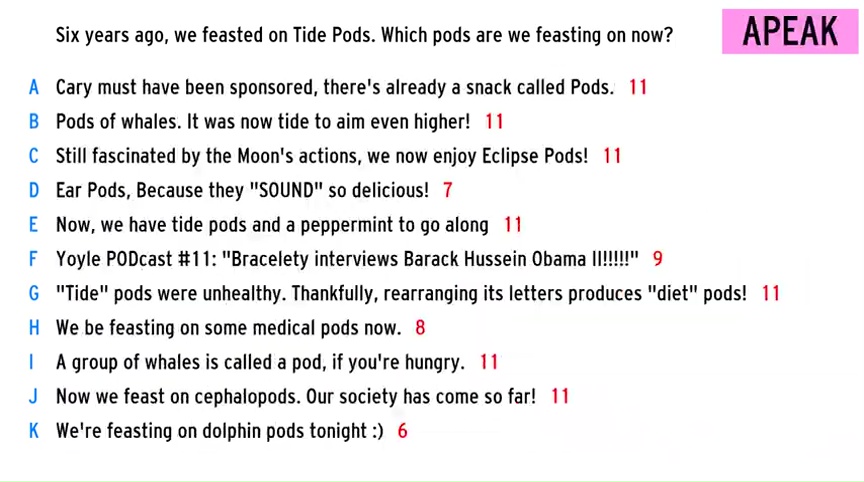 Six years ago, we feasted on Tide Pods. Which pods are we feasting on now?
APEAK
A Cary must have been sponsored, there's already a snack called Pods. 11
B Pods of whales. It was now tide to aim even higher! 11
C Still fascinated by the Moon's actions, we now enjoy Eclipse Pods! 11
D Ear Pods, Because they "SOUND" so delicious! 7
E Now, we have tide pods and a peppermint to go along 11
F Yoyle PODcast #11: "Bracelety interviews Barack Hussein Obama II!!!!!" 9
G "Tide" pods were unhealthy. Thankfully, rearranging its letters produces "diet" pods! 11
H We be feasting on some medical pods now. 8
I A group of whales is called a pod, if you're hungry. 11
J Now we feast on cephalopods. Our society has come so far! 11
K We're feasting on dolphin pods tonight :) 6